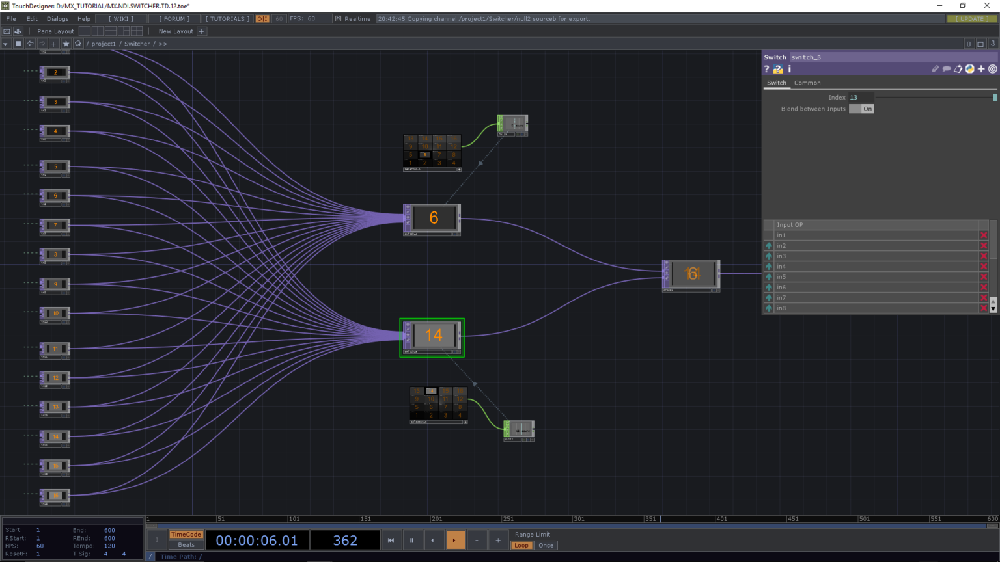 TouchDesigner: D:/MX_TUTORIAL/MX.NDI.SWITCHER.TD.12.toe*
File Edit Dialogs Help [ WIKI ] [ FORUM ] [ TUTORIALS ] O|I 60 FPS: 60 Realtime 20:42:45 Copying channel /project1/Switcher/null2 sourceb for export. [ UPDATE ]
Pane Layout New Layout +
/ project1 / Switcher / >>
2
3
4
5
6
7
8
9
10
11
12
13
14
15
16
13 14 15 16
9 10 11 12
5 6 7 8
1 2 3 4
6
14
13 14 15 16
9 10 11 12
5 6 7 8
1 2 3 4
6
Switch switch_B
? ? i
Switch Common
Index 13
Blend between Inputs On
Input OP
in1
in2
in3
in4
in5
in6
in7
in8
1 51 101 151 201 251 301 351 401 451 501 551 600
Start: 1 End: 600
RStart: 1 REnd: 600
FPS: 60 Tempo: 120
ResetF: 1 T Sig: 4 4
1
TimeCode
Beats
00:00:06.01
362
- +
Range Limit
Loop Once
/ Time Path: /